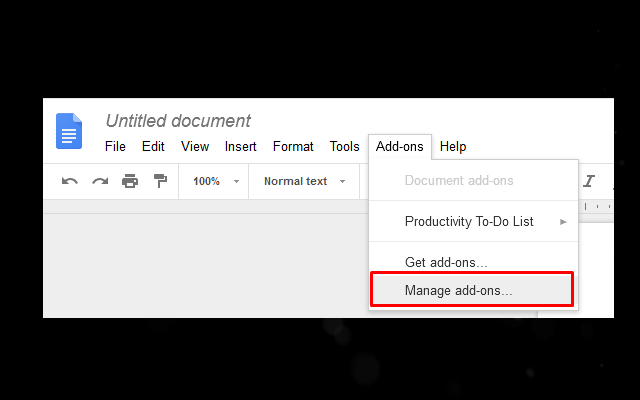 Untitled document
File Edit View Insert Format Tools Add-ons Help
100% Normal text I
Document add-ons
Productivity To-Do List
Get add-ons...
Manage add-ons...